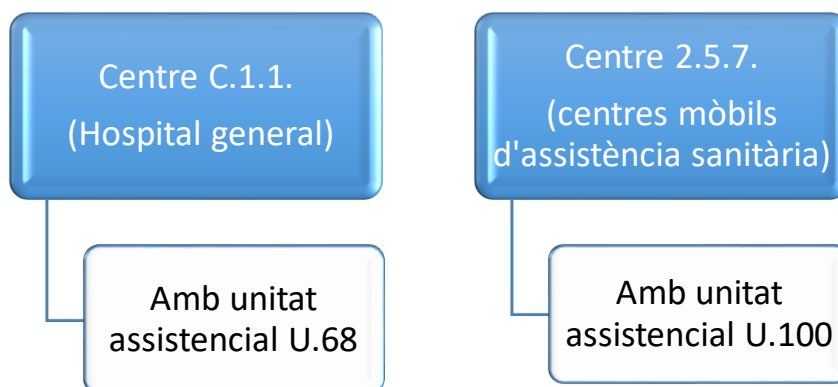 Centre C.1.1.
(Hospital general)
Amb unitat
assistencial U.68
Centre 2.5.7.
(centres mòbils
d'assistència sanitària)
Amb unitat
assistencial U.100